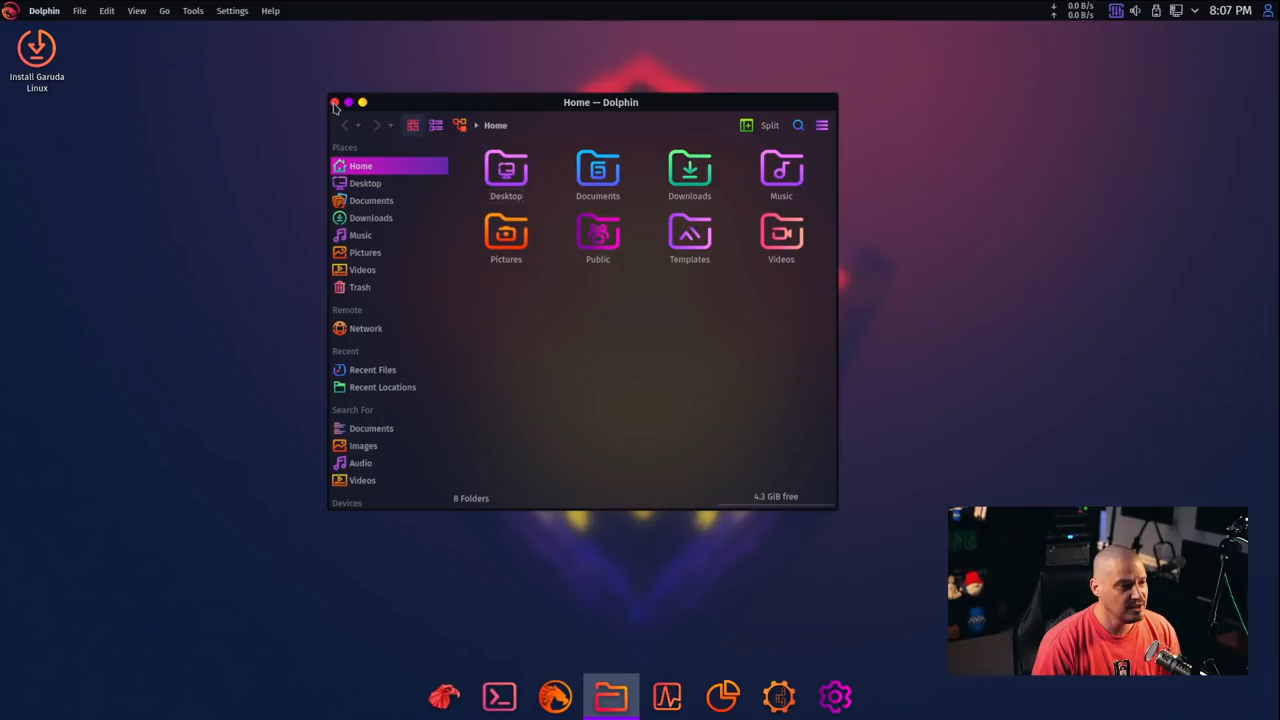 Dolphin File Edit View Go Tools Settings Help
0.0 B/s
0.0 B/s
8:07 PM
Install Garuda
Linux
Home — Dolphin
Home
Split
Places
Home
Desktop
Documents
Downloads
Music
Pictures
Videos
Trash
Remote
Network
Recent
Recent Files
Recent Locations
Search For
Documents
Images
Audio
Videos
Devices
Desktop Documents Downloads Music
Pictures Public Templates Videos
8 Folders
4.3 GiB free